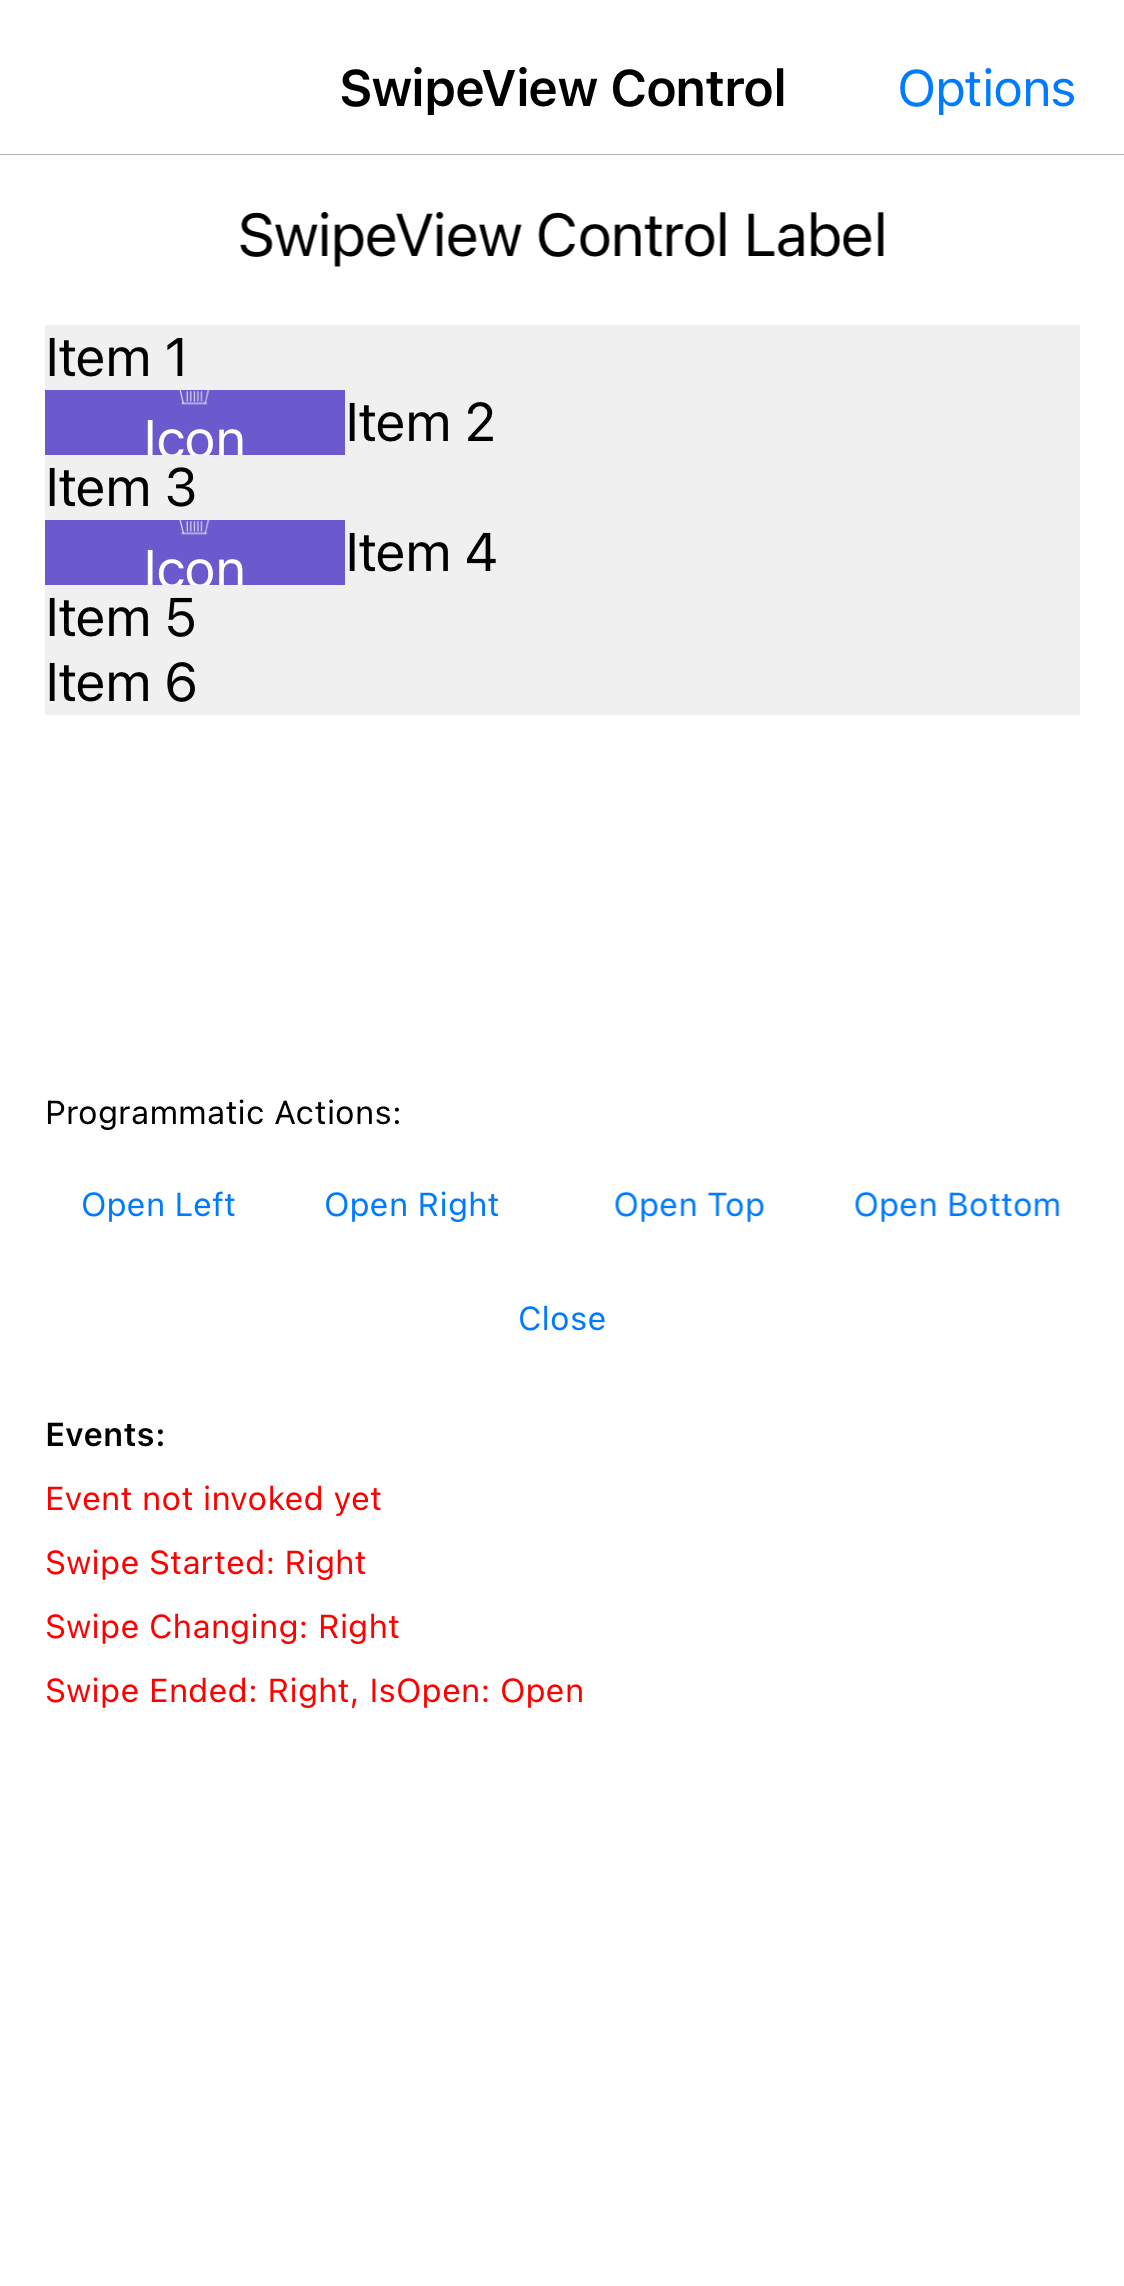 SwipeView Control
Options
SwipeView Control Label
Item 1
Icon Item 2
Item 3
Icon Item 4
Item 5
Item 6
Programmatic Actions:
Open Left Open Right Open Top Open Bottom
Close
Events:
Event not invoked yet
Swipe Started: Right
Swipe Changing: Right
Swipe Ended: Right, IsOpen: Open